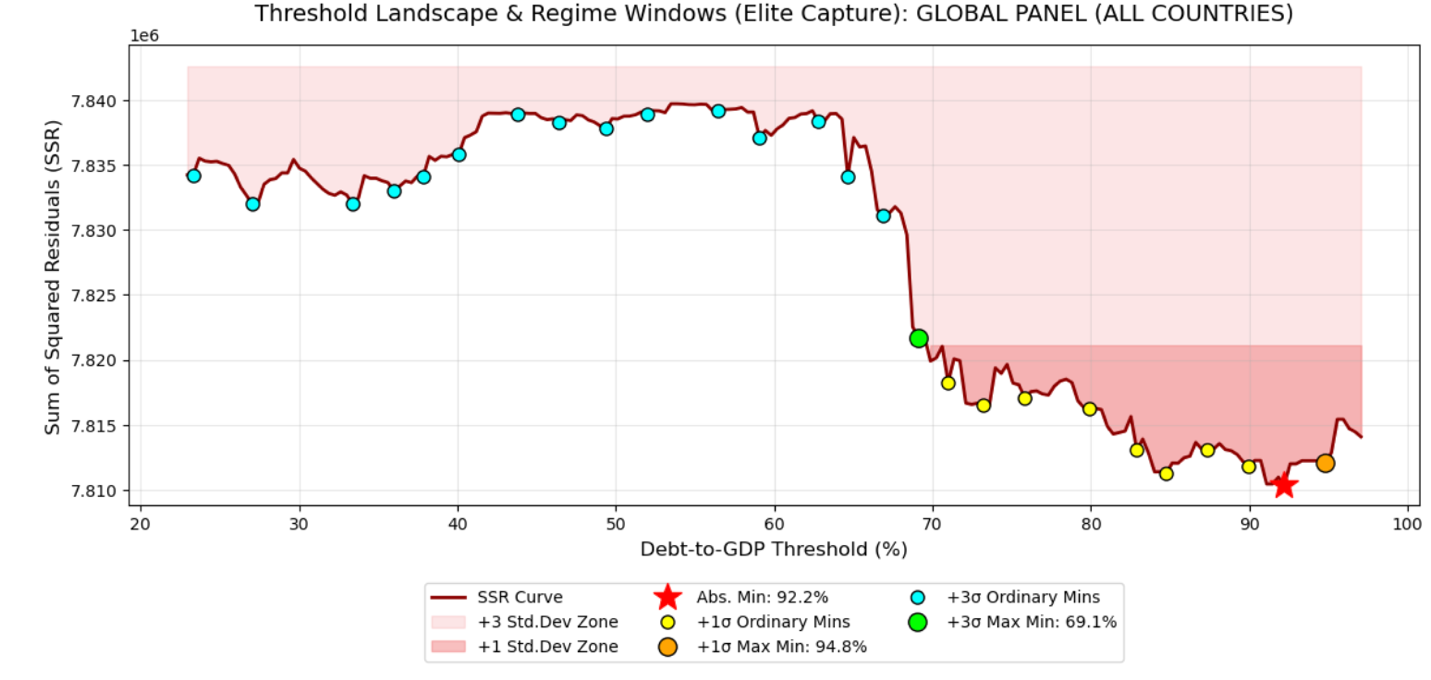 Threshold Landscape & Regime Windows (Elite Capture): GLOBAL PANEL (ALL COUNTRIES)
1e6
7.840
7.835
7.830
7.825
7.820
7.815
7.810
Sum of Squared Residuals (SSR)
20 30 40 50 60 70 80 90 100
Debt-to-GDP Threshold (%)
SSR Curve
+3 Std.Dev Zone
+1 Std.Dev Zone
Abs. Min: 92.2%
+1σ Ordinary Mins
+1σ Max Min: 94.8%
+3σ Ordinary Mins
+3σ Max Min: 69.1%